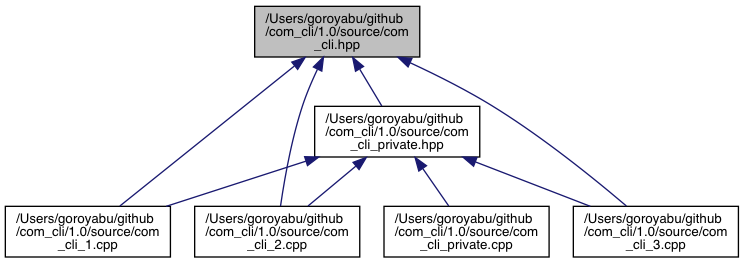 /Users/goroyabu/github
/com_cli/1.0/source/com
_cli.hpp
/Users/goroyabu/github
/com_cli/1.0/source/com
_cli_private.hpp
/Users/goroyabu/github
/com_cli/1.0/source/com
_cli_1.cpp
/Users/goroyabu/github
/com_cli/1.0/source/com
_cli_2.cpp
/Users/goroyabu/github
/com_cli/1.0/source/com
_cli_private.cpp
/Users/goroyabu/github
/com_cli/1.0/source/com
_cli_3.cpp